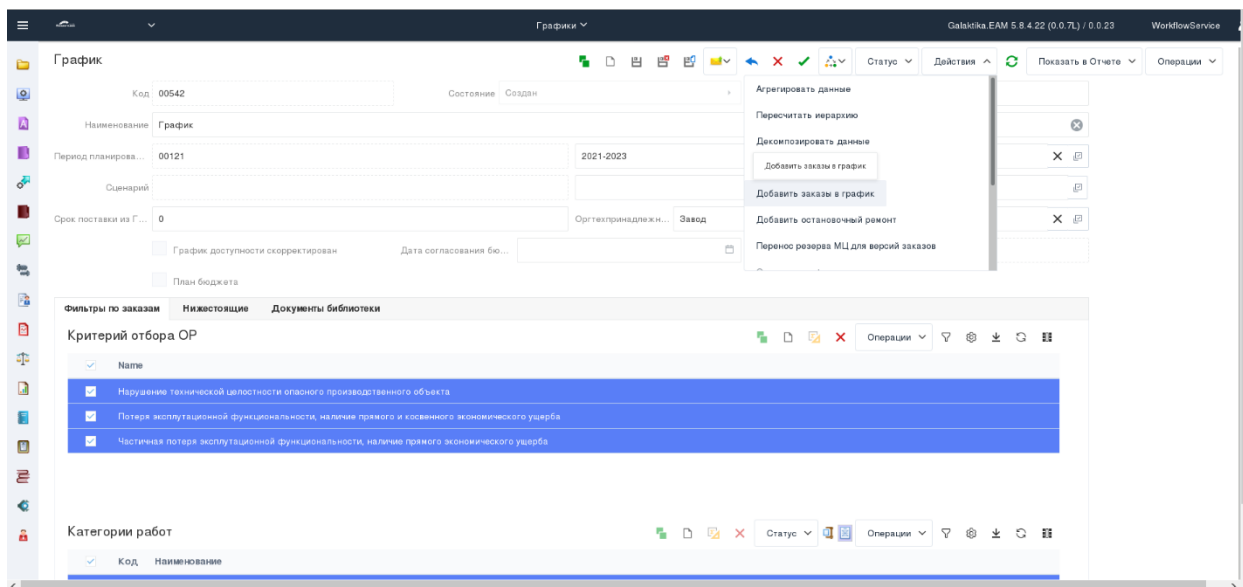 Графики
Galaktika.EAM 5.8.4.22 (0.0.7L) / 0.0.23
WorkflowService
График
Статус
Действия
Показать в Отчете
Операции
Код 00542
Состояние Создан
Агрегировать данные
Пересчитать иерархию
Наименование График
Декомпозировать данные
Период планирова... 00121
2021-2023
Добавить заказы в график
Сценарий
Добавить заказы в график
Срок поставки из Г... 0
Оргтехпринадлежн... Завод
Добавить остановочный ремонт
График доступности скорректирован
Дата согласования бю...
Перенос резерва МЦ для версий заказов
План бюджета
Фильтры по заказам
Нижестоящие
Документы библиотеки
Критерий отбора ОР
Операции
Name
Нарушение технической целостности опасного производственного объекта
Потеря эксплутационной функциональности, наличие прямого и косвенного экономического ущерба
Частичная потеря эксплутационной функциональности, наличие прямого экономического ущерба
Категории работ
Статус
Операции
Код
Наименование